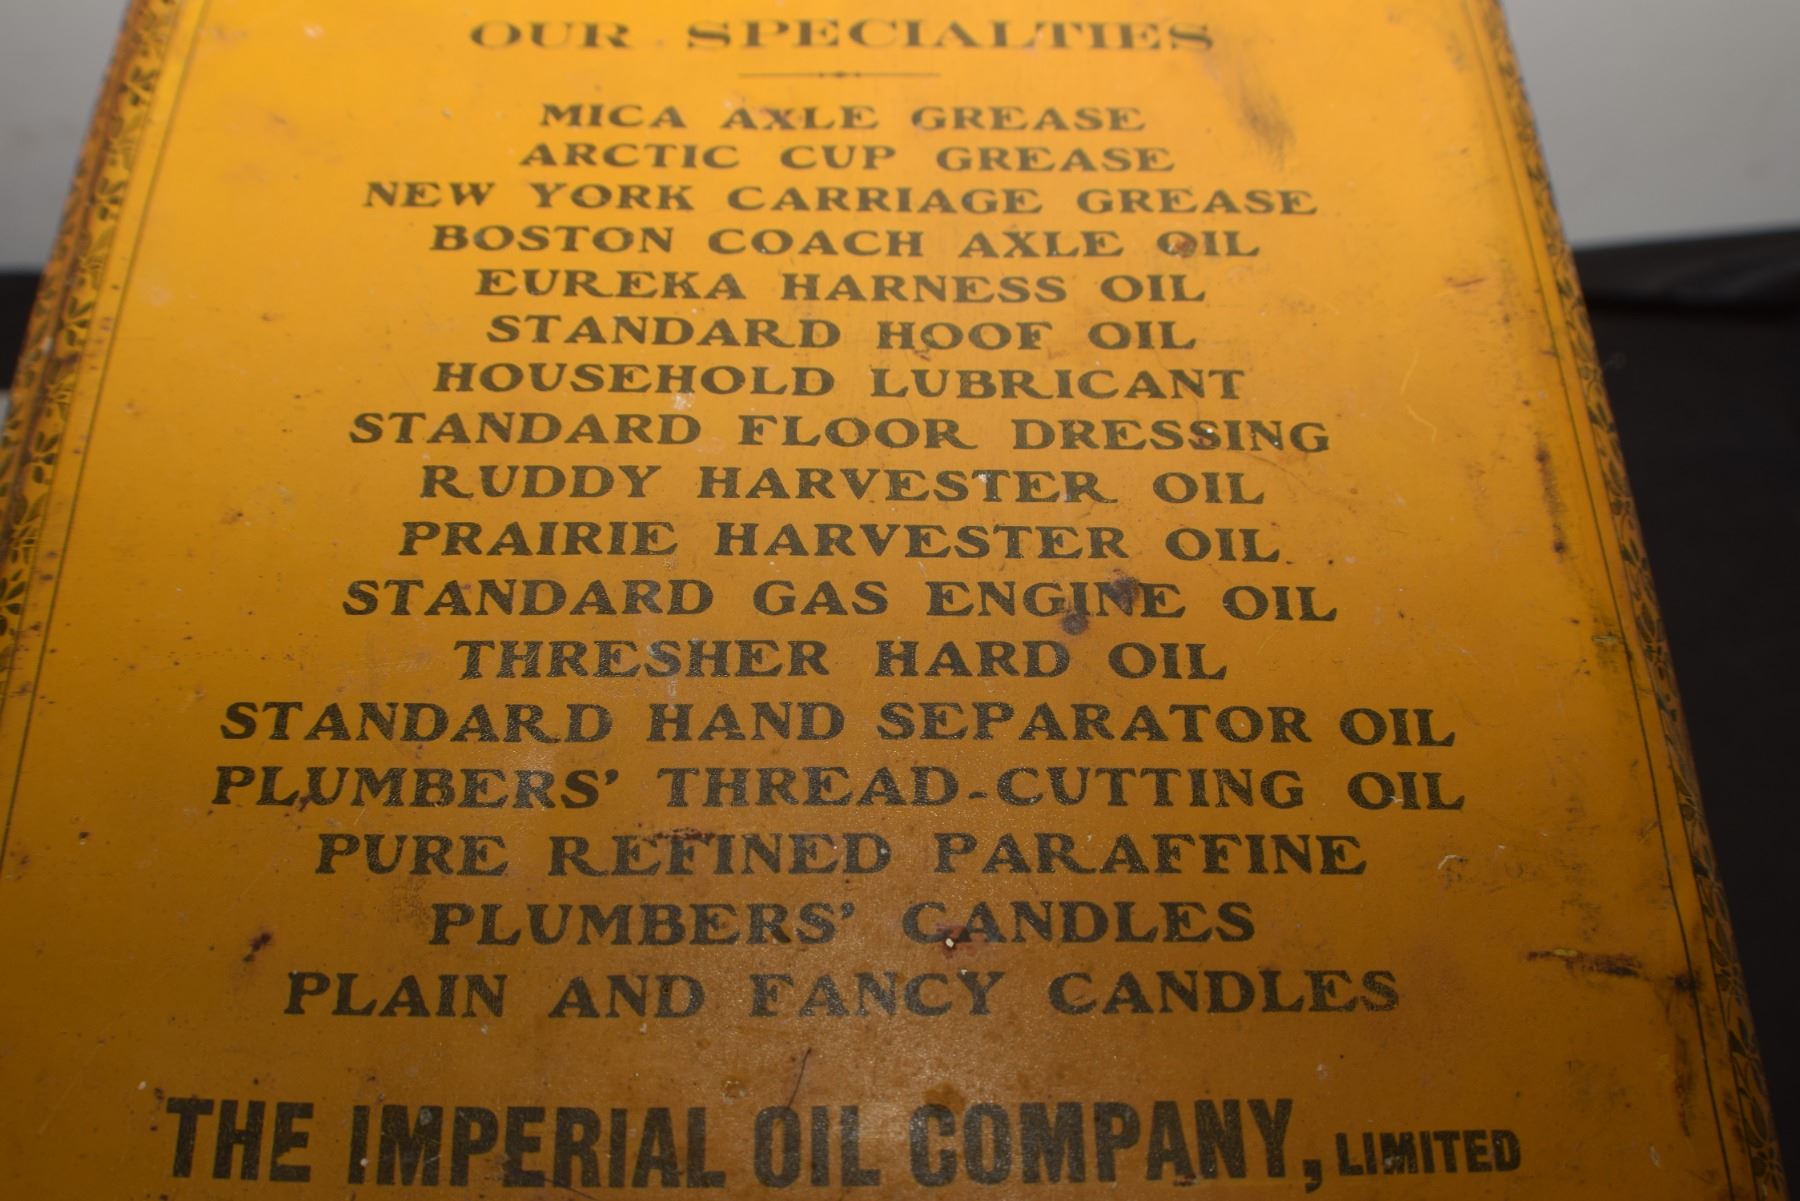 OUR SPECIALTIES
MICA AXLE GREASE
ARCTIC CUP GREASE
NEW YORK CARRIAGE GREASE
BOSTON COACH AXLE OIL
EUREKA HARNESS OIL
STANDARD HOOF OIL
HOUSEHOLD LUBRICANT
STANDARD FLOOR DRESSING
RUDDY HARVESTER OIL
PRAIRIE HARVESTER OIL
STANDARD GAS ENGINE OIL
THRESHER HARD OIL
STANDARD HAND SEPARATOR OIL
PLUMBERS' THREAD-CUTTING OIL
PURE REFINED PARAFFINE
PLUMBERS' CANDLES
PLAIN AND FANCY CANDLES
THE IMPERIAL OIL COMPANY, LIMITED